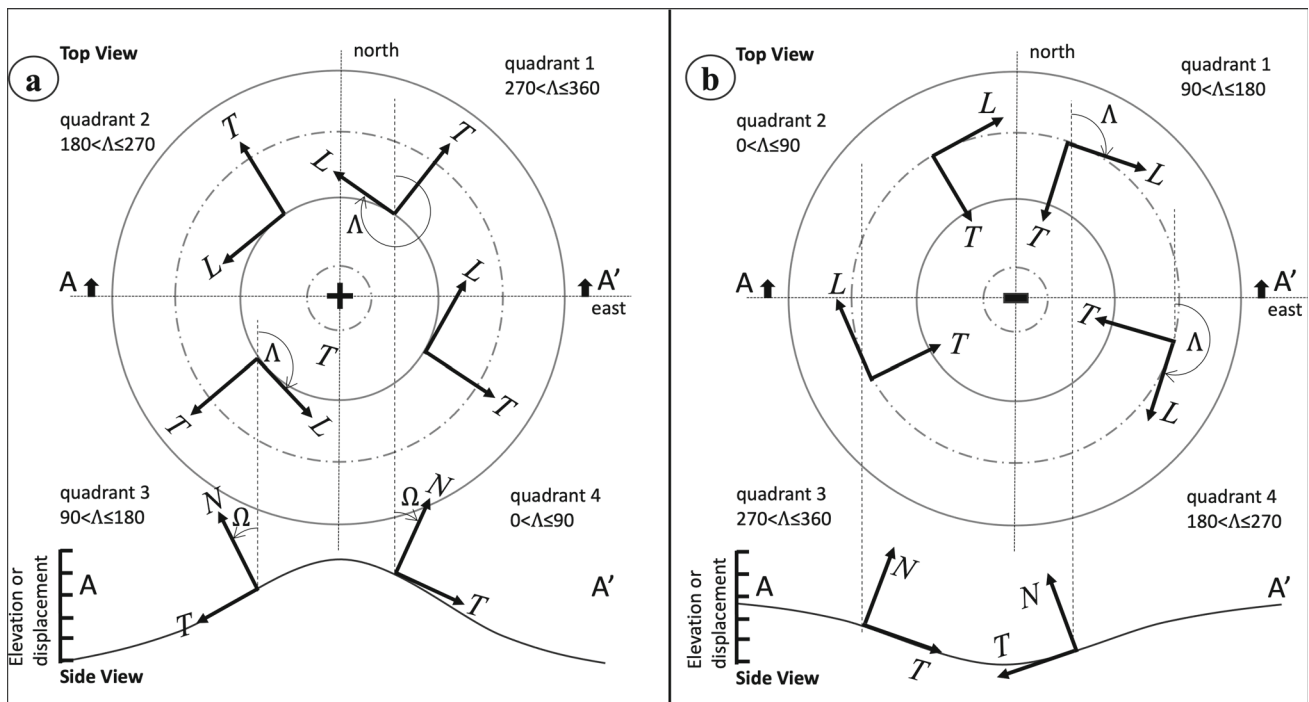 a
Top View
north
quadrant 1
270<Λ≤360
quadrant 2
180<Λ≤270
T
T
L
Λ
L
A
A'
east
+
L
Λ
T
T
T
L
quadrant 3
90<Λ≤180
quadrant 4
0<Λ≤90
N
Ω
Ω
N
Elevation or
displacement
A
A'
T
T
Side View
b
Top View
north
quadrant 1
90<Λ≤180
quadrant 2
0<Λ≤90
L
Λ
L
T
T
A
A'
east
L
T
Λ
T
L
quadrant 3
270<Λ≤360
quadrant 4
180<Λ≤270
Elevation or
displacement
A
A'
N
N
T
T
Side View